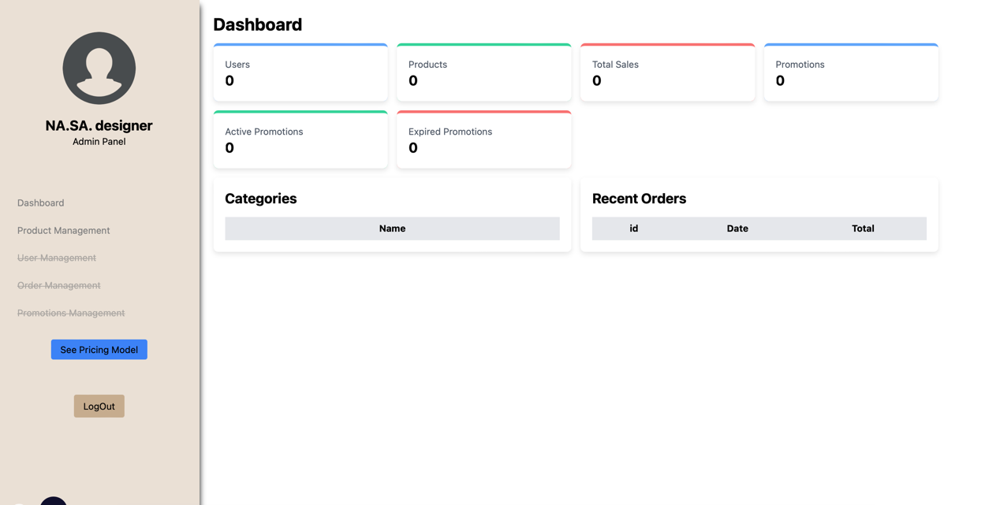 NA.SA. designer
Admin Panel
Dashboard
Product Management
User Management
Order Management
Promotions Management
See Pricing Model
LogOut
Dashboard
Users
0
Products
0
Total Sales
0
Promotions
0
Active Promotions
0
Expired Promotions
0
Categories
Name
Recent Orders
id Date Total